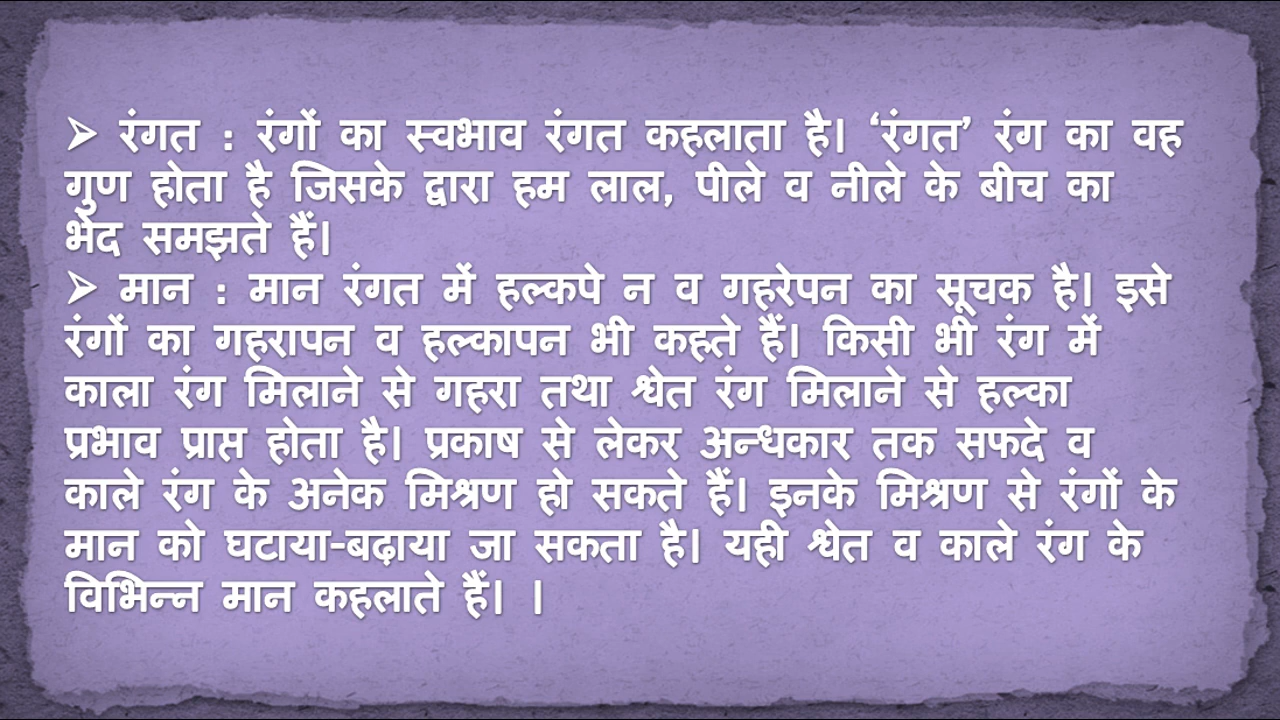 ➢ रंगत : रंगों का स्वभाव रंगत कहलाता है। ‘रंगत’ रंग का वह
गुण होता है जिसके द्वारा हम लाल, पीले व नीले के बीच का
भेद समझते हैं।
➢ मान : मान रंगत में हल्कपे न व गहरेपन का सूचक है। इसे
रंगों का गहरापन व हल्कापन भी कहते हैं। किसी भी रंग में
काला रंग मिलाने से गहरा तथा श्वेत रंग मिलाने से हल्का
प्रभाव प्राप्त होता है। प्रकाष से लेकर अन्धकार तक सफदे व
काले रंग के अनेक मिश्रण हो सकते हैं। इनके मिश्रण से रंगों के
मान को घटाया-बढ़ाया जा सकता है। यही श्वेत व काले रंग के
विभिन्न मान कहलाते हैं। ।